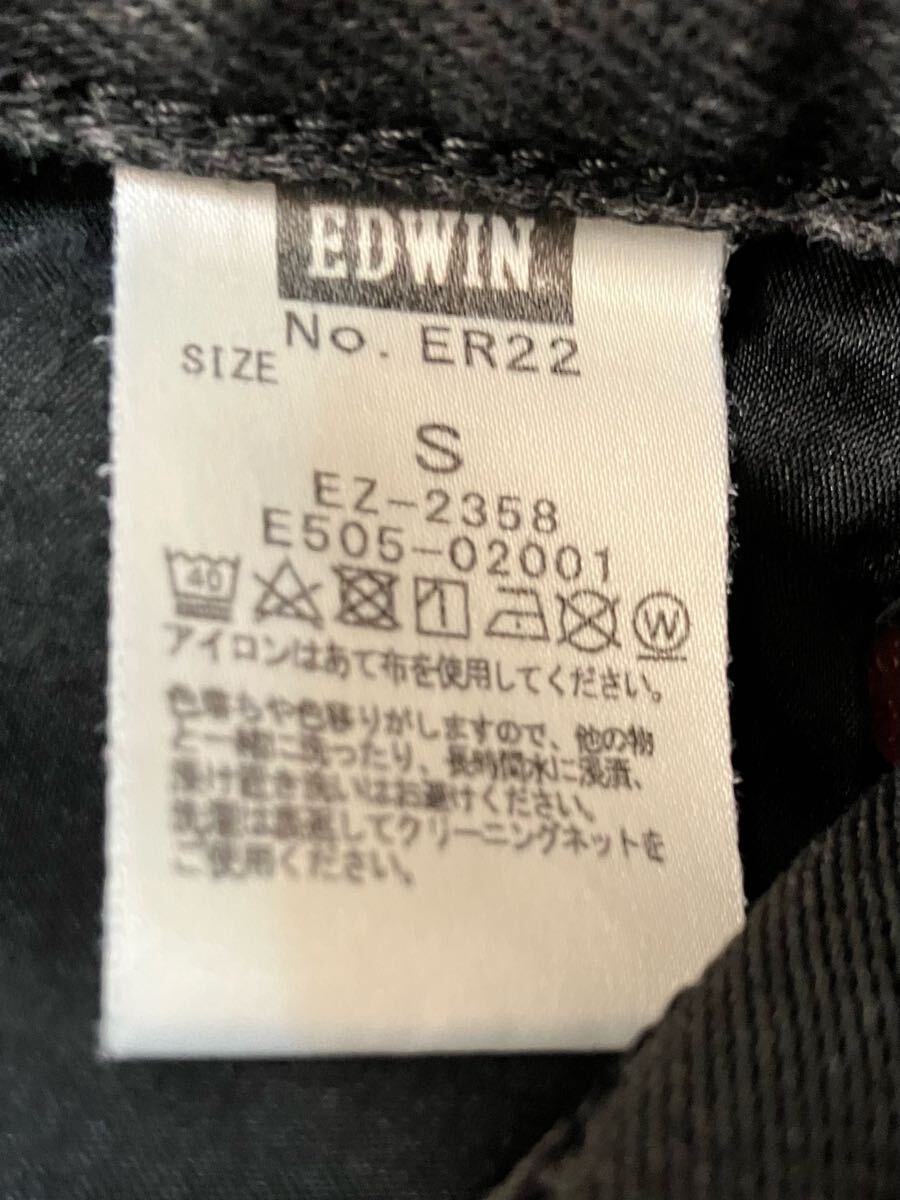 EDWIN
No. ER22
SIZE
S
EZ-2358
E505-02001
40
W
アイロンはあて布を使用してください。
色落ちや色移りがしますので、他の物
と一緒に洗ったり、長時間水に浸漬、
浸け置き洗いはお避けください。
洗濯は裏返してクリーニングネットを
ご使用ください。